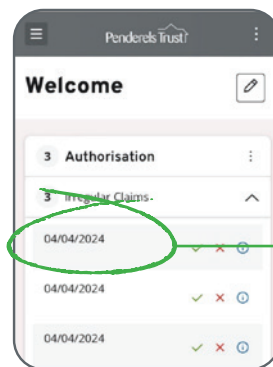 Penderels Trust
Welcome
3 Authorisation
3 Irregular Claims
04/04/2024
04/04/2024
04/04/2024